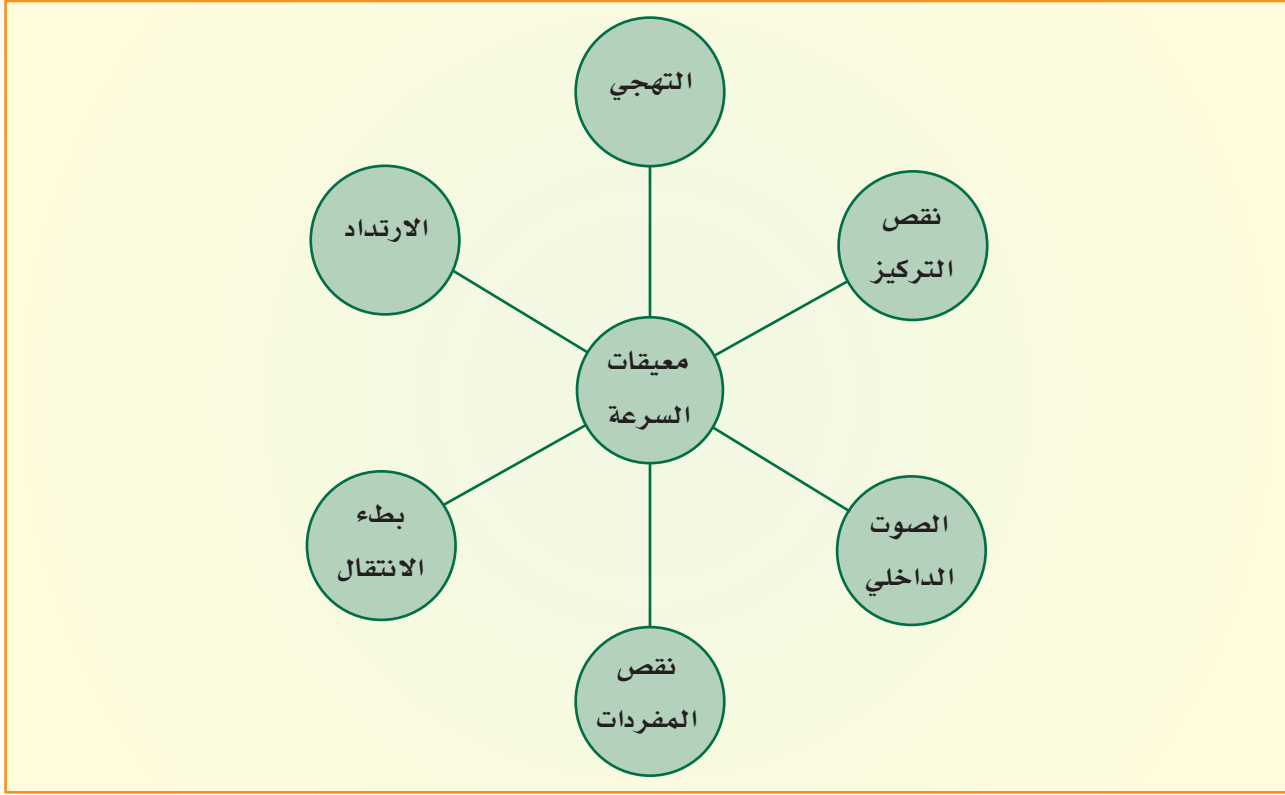 التهجي
نقص
التركيز
الارتداد
معيقات
السرعة
الصوت
الداخلي
بطء
الانتقال
نقص
المفردات